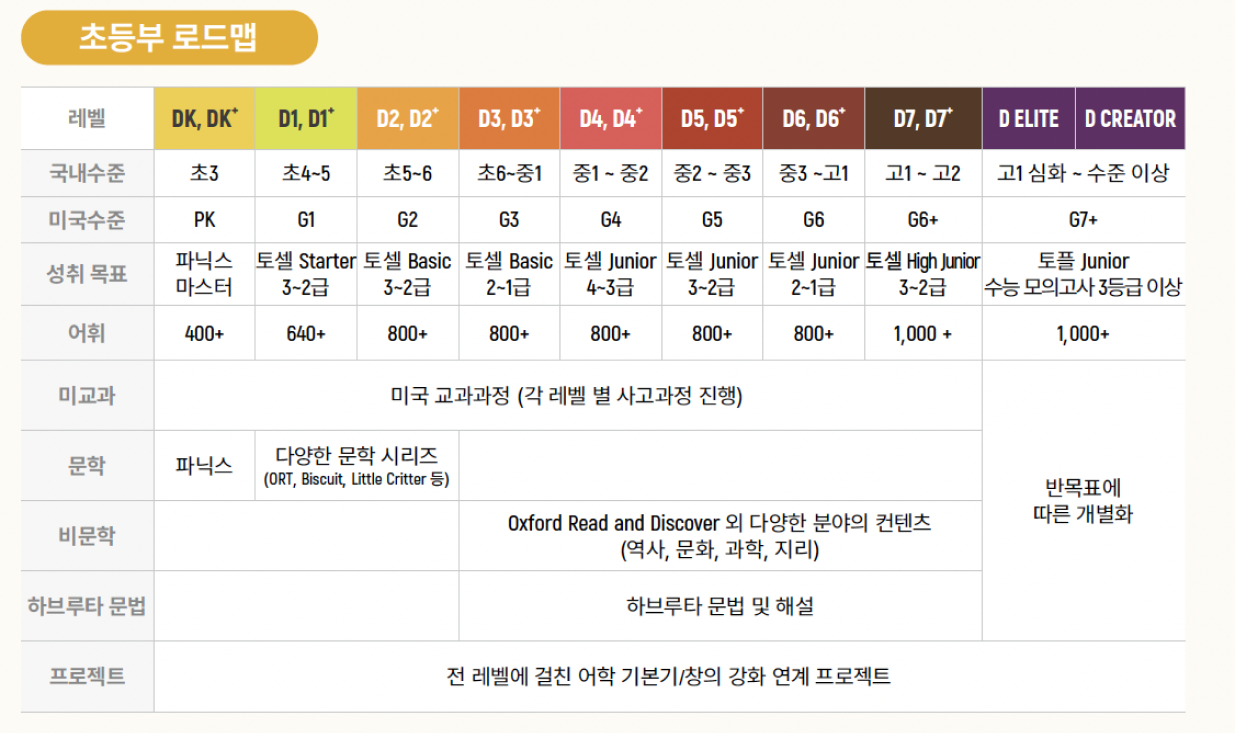 초등부 로드맵
레벨 DK, DK+ D1, D1+ D2, D2+ D3, D3+ D4, D4+ D5, D5+ D6, D6+ D7, D7+ D ELITE D CREATOR
국내수준 초3 초4~5 초5~6 초6~중1 중1 ~ 중2 중2 ~ 중3 중3 ~고1 고1 ~ 고2 고1 심화 ~ 수준 이상
미국수준 PK G1 G2 G3 G4 G5 G6 G6+ G7+
성취 목표 파닉스 토셀 Starter 토셀 Basic 토셀 Basic 토셀 Junior 토셀 Junior 토셀 Junior 토셀 High Junior 토플 Junior
마스터 3~2급 3~2급 2~1급 4~3급 3~2급 2~1급 3~2급 수능 모의고사 3등급 이상
어휘 400+ 640+ 800+ 800+ 800+ 800+ 800+ 1,000 + 1,000+
미교과 미국 교과과정 (각 레벨 별 사고과정 진행)
문학 파닉스 다양한 문학 시리즈
(ORT, Biscuit, Little Critter 등)
반목표에
따른 개별화
비문학 Oxford Read and Discover 외 다양한 분야의 컨텐츠
(역사, 문화, 과학, 지리)
하브루타 문법 하브루타 문법 및 해설
프로젝트 전 레벨에 걸친 어학 기본기/창의 강화 연계 프로젝트